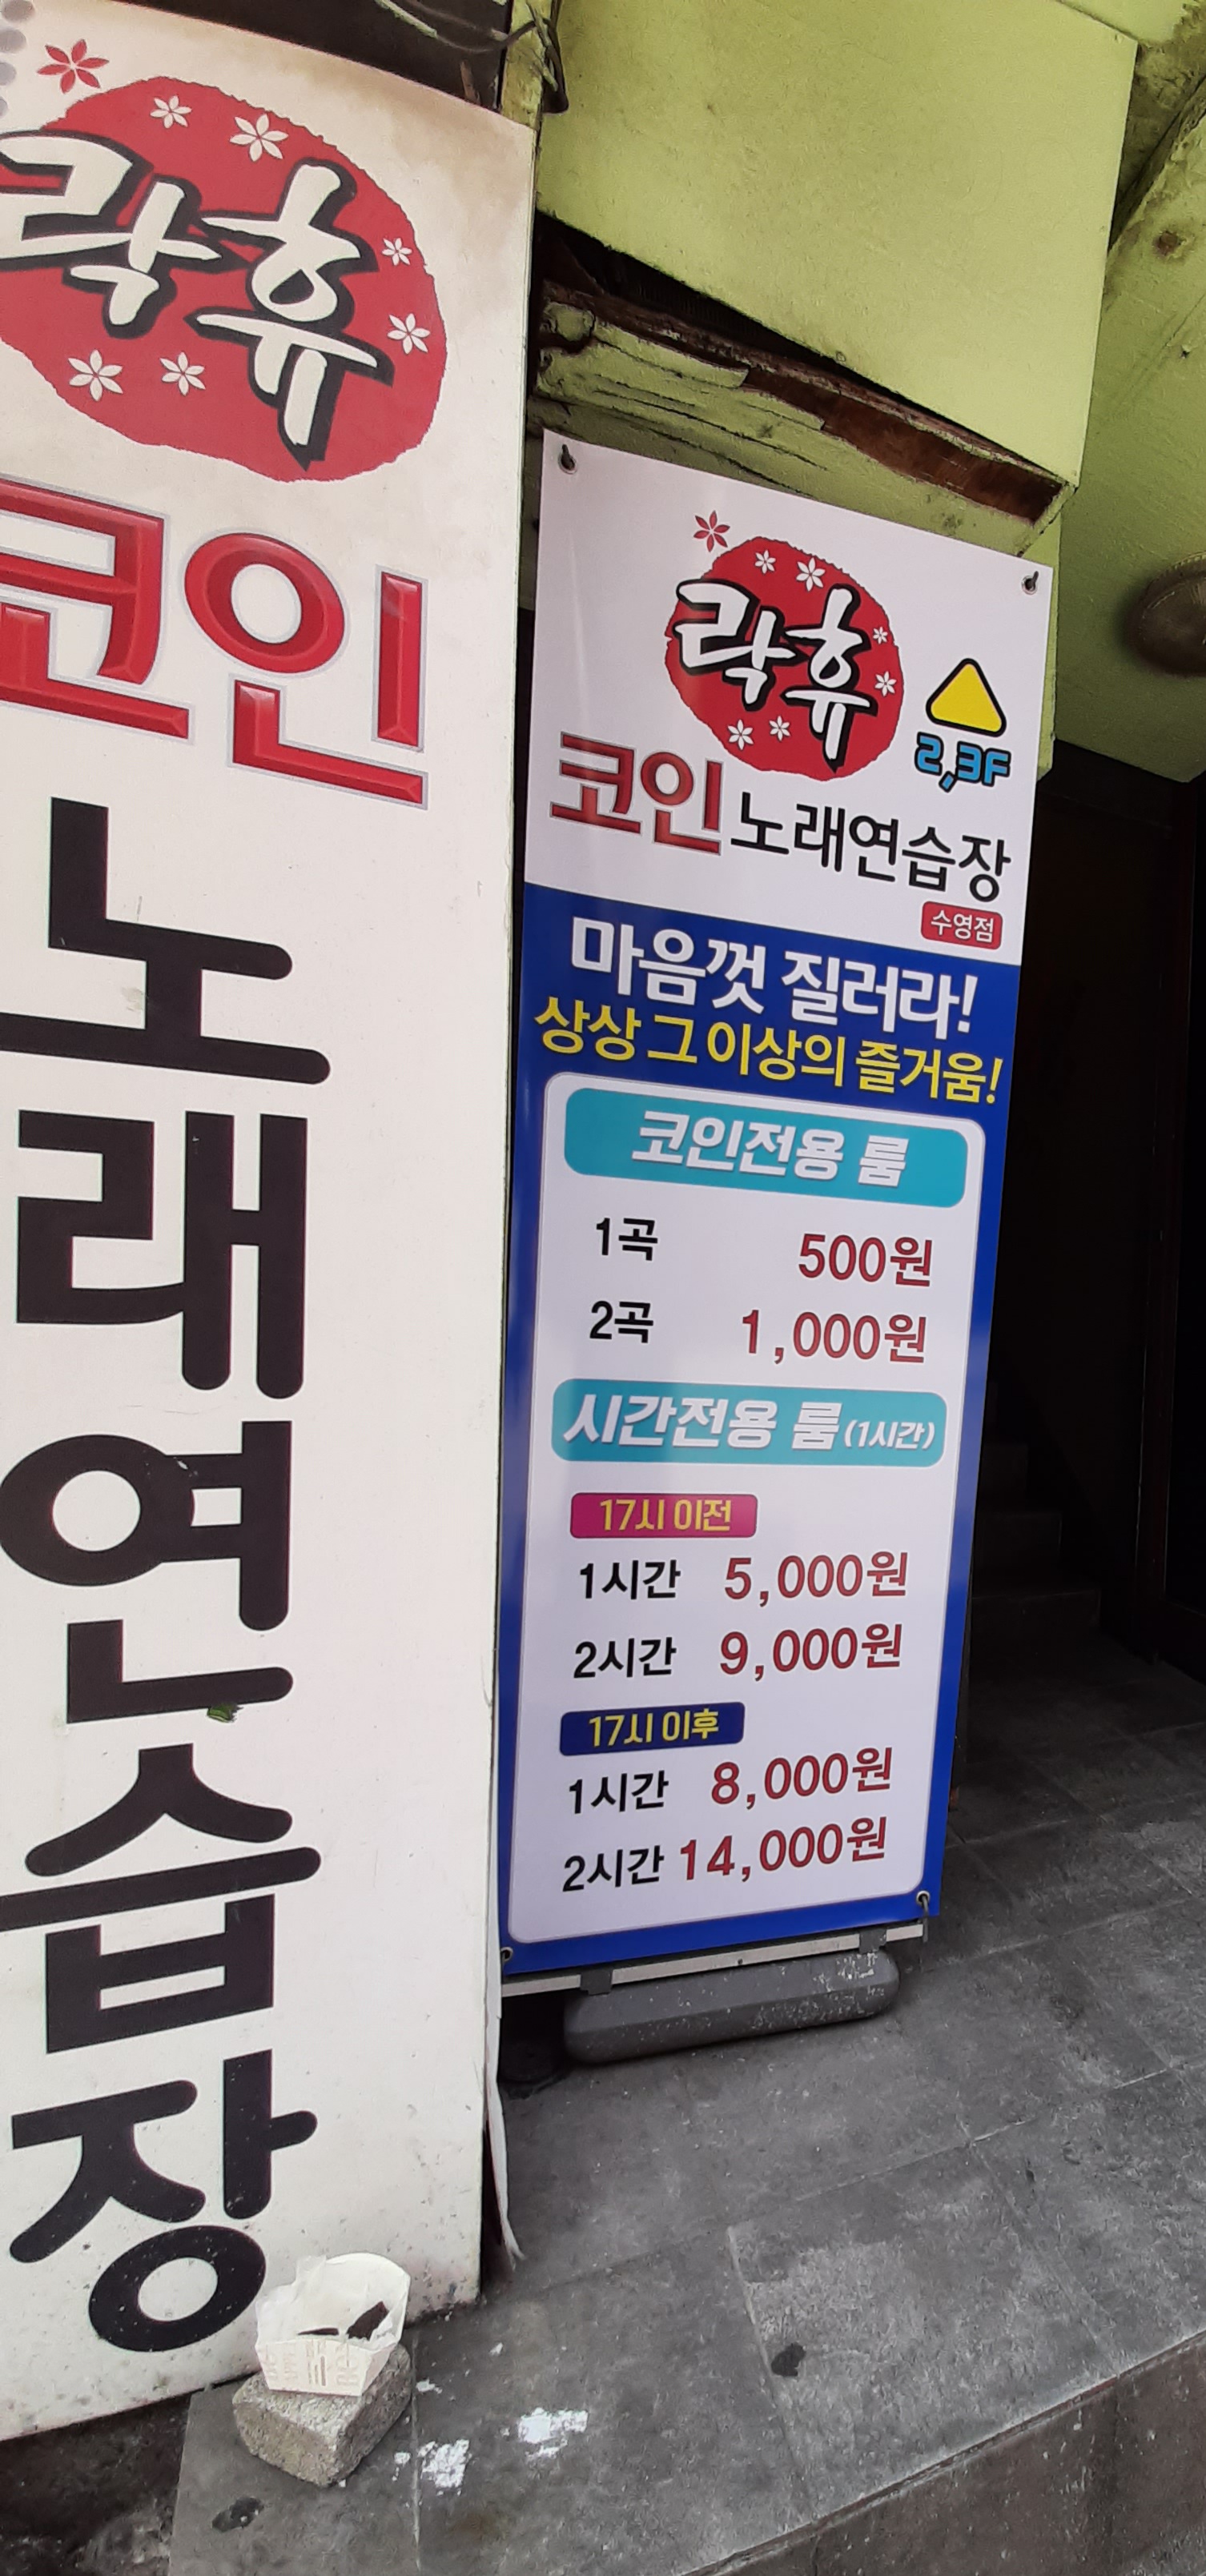 락휴
코인
노래연습장
락휴
2,3F
코인노래연습장
수영점
마음껏 질러라!
상상 그 이상의 즐거움!
코인전용 룸
1곡 500원
2곡 1,000원
시간전용 룸 (1시간)
17시 이전
1시간 5,000원
2시간 9,000원
17시 이후
1시간 8,000원
2시간 14,000원